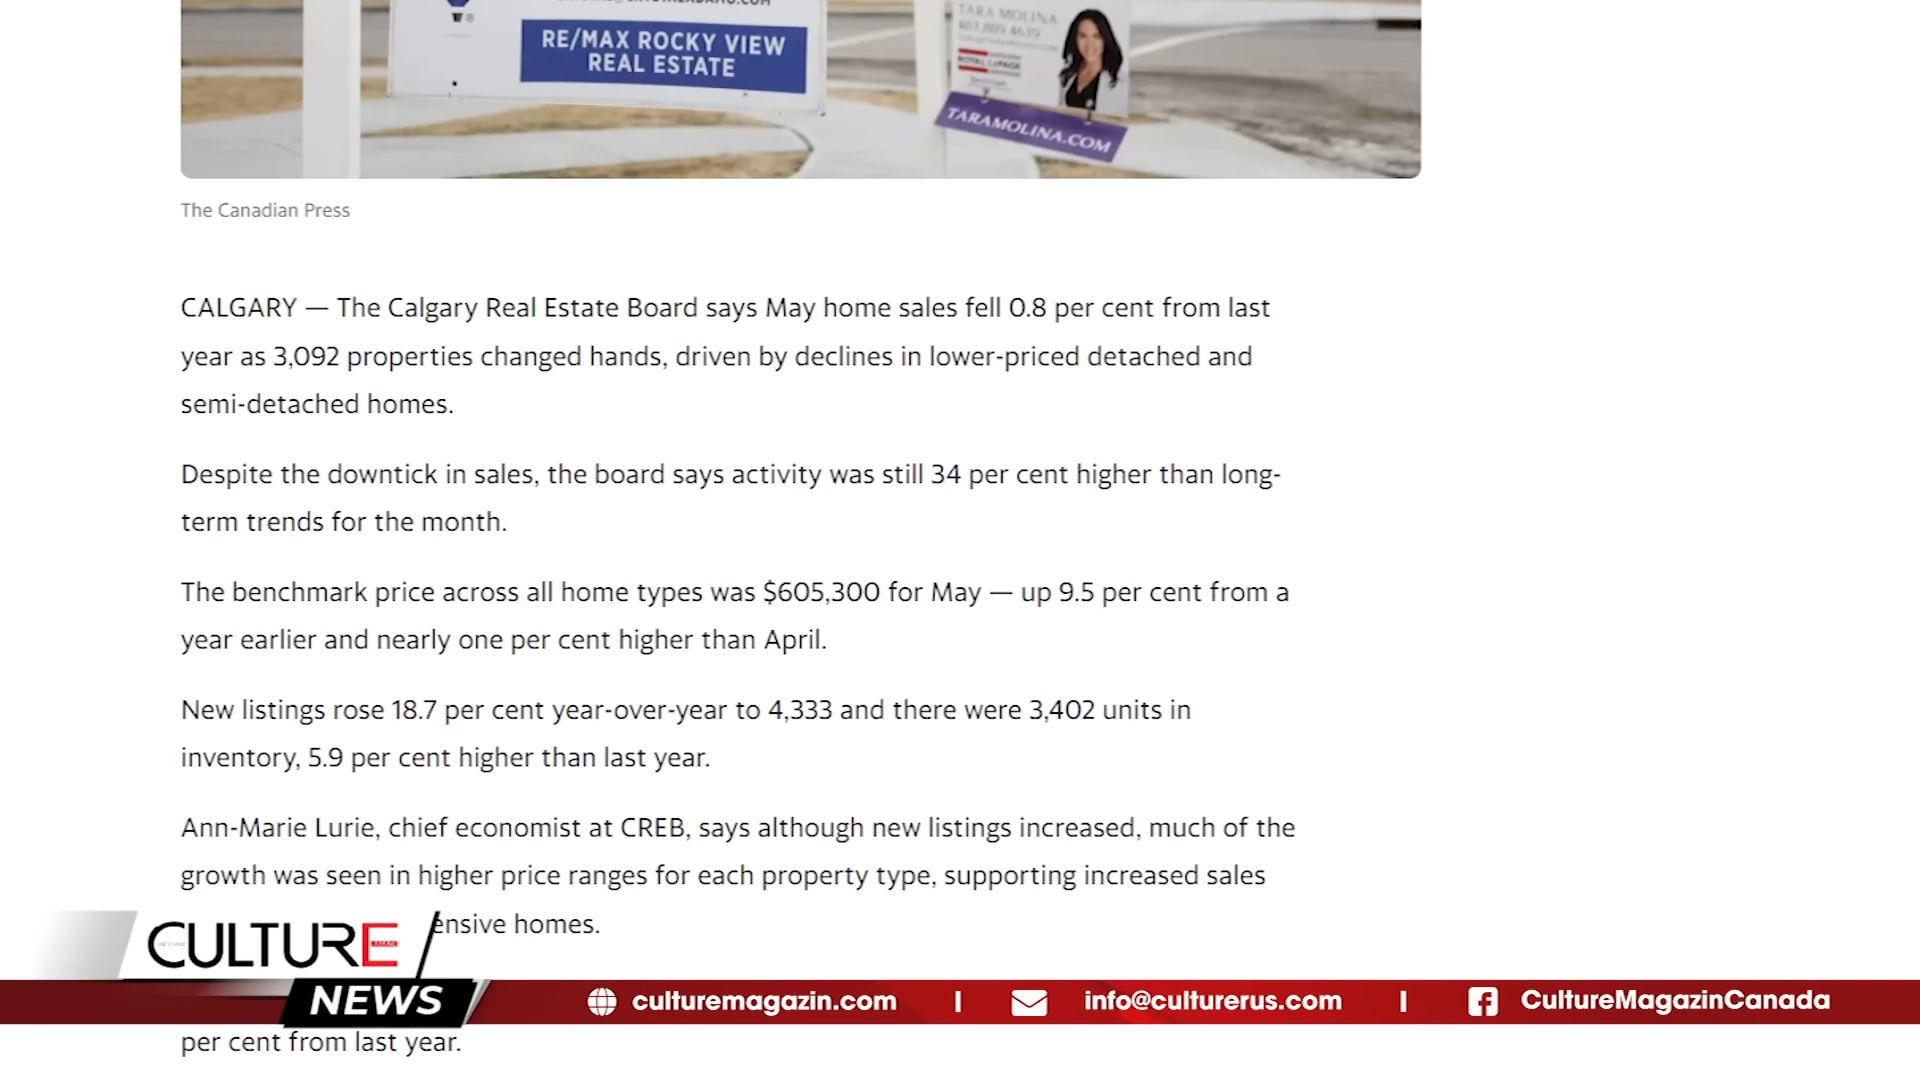 RE/MAX ROCKY VIEW
REAL ESTATE
TARA MOLINA
403.809.4639
ROYAL LEPAGE
TARAMOLINA.COM
The Canadian Press
CALGARY — The Calgary Real Estate Board says May home sales fell 0.8 per cent from last
year as 3,092 properties changed hands, driven by declines in lower-priced detached and
semi-detached homes.
Despite the downtick in sales, the board says activity was still 34 per cent higher than long-
term trends for the month.
The benchmark price across all home types was $605,300 for May — up 9.5 per cent from a
year earlier and nearly one per cent higher than April.
New listings rose 18.7 per cent year-over-year to 4,333 and there were 3,402 units in
inventory, 5.9 per cent higher than last year.
Ann-Marie Lurie, chief economist at CREB, says although new listings increased, much of the
growth was seen in higher price ranges for each property type, supporting increased sales
ensive homes.
CULTURE
MAGAZIN
NEWS
culturemagazin.com | info@culturerus.com | CultureMagazinCanada
per cent from last year.